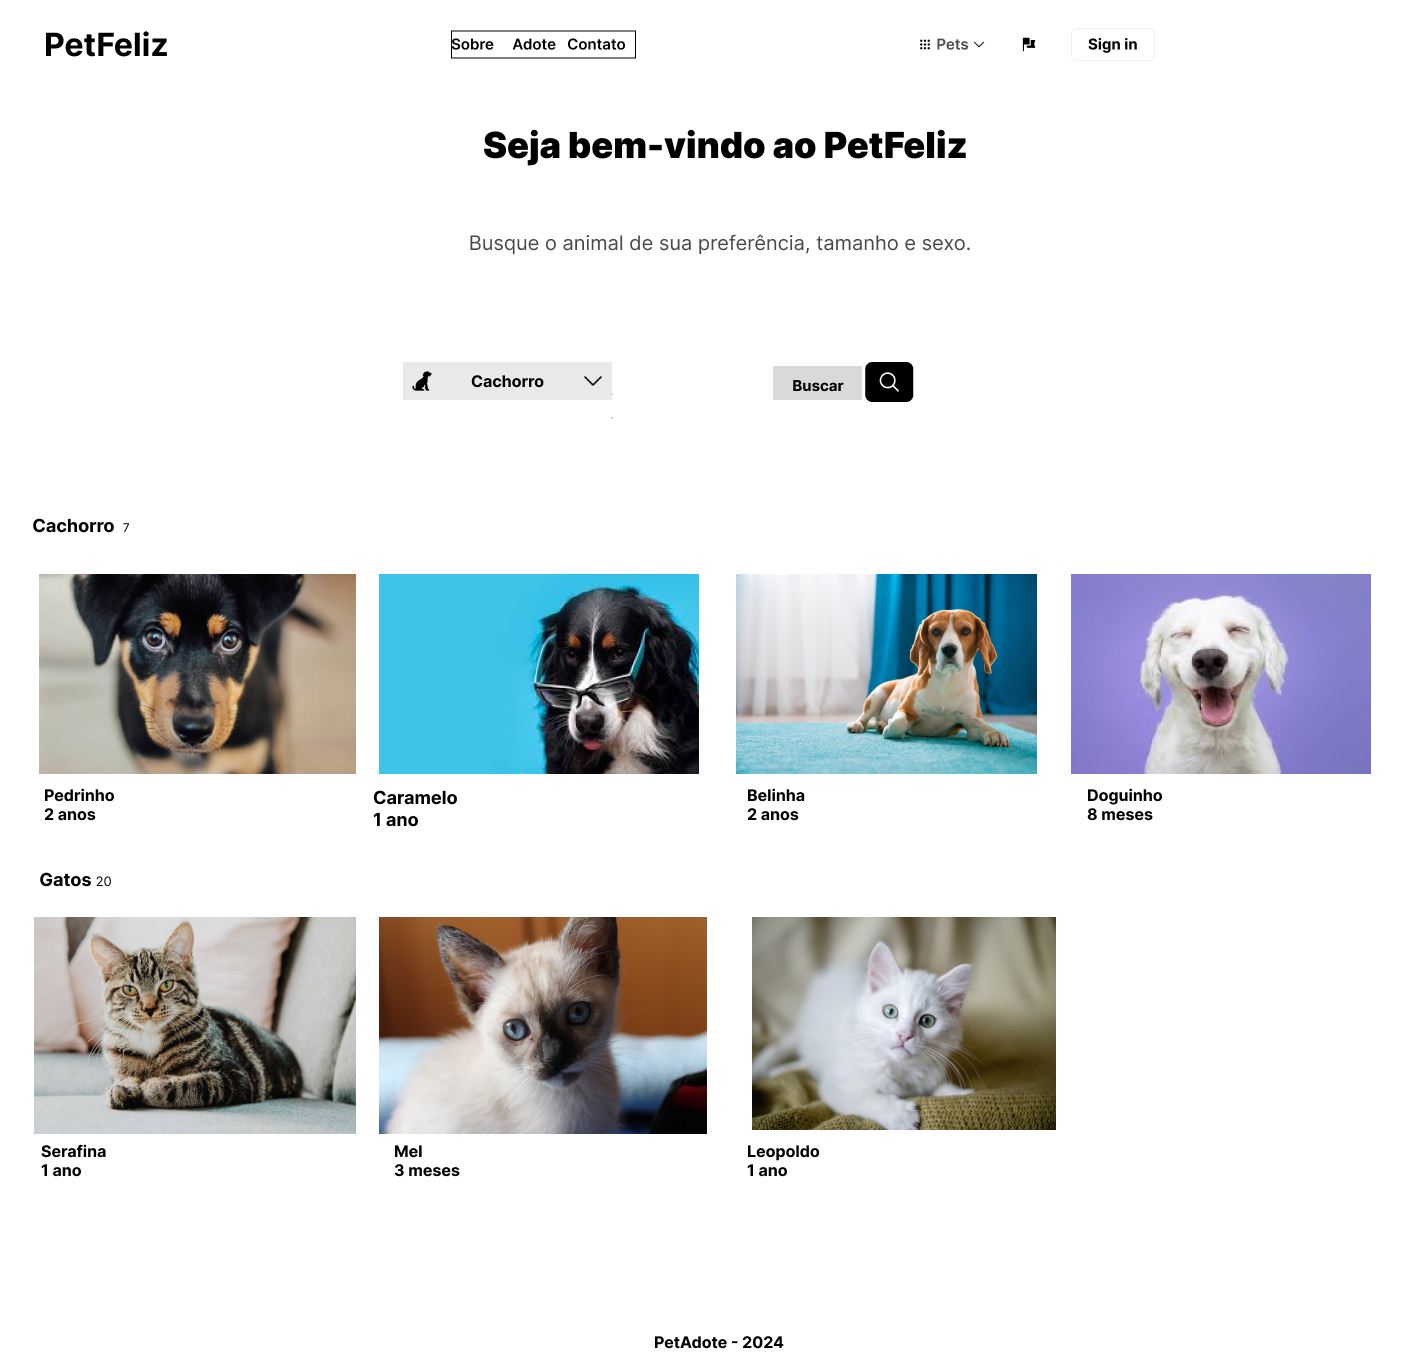 PetFeliz
Sobre Adote Contato
Pets
Sign in
Seja bem-vindo ao PetFeliz
Busque o animal de sua preferência, tamanho e sexo.
Cachorro
Buscar
Cachorro 7
Pedrinho
2 anos
Caramelo
1 ano
Belinha
2 anos
Doguinho
8 meses
Gatos 20
Serafina
1 ano
Mel
3 meses
Leopoldo
1 ano
PetAdote - 2024